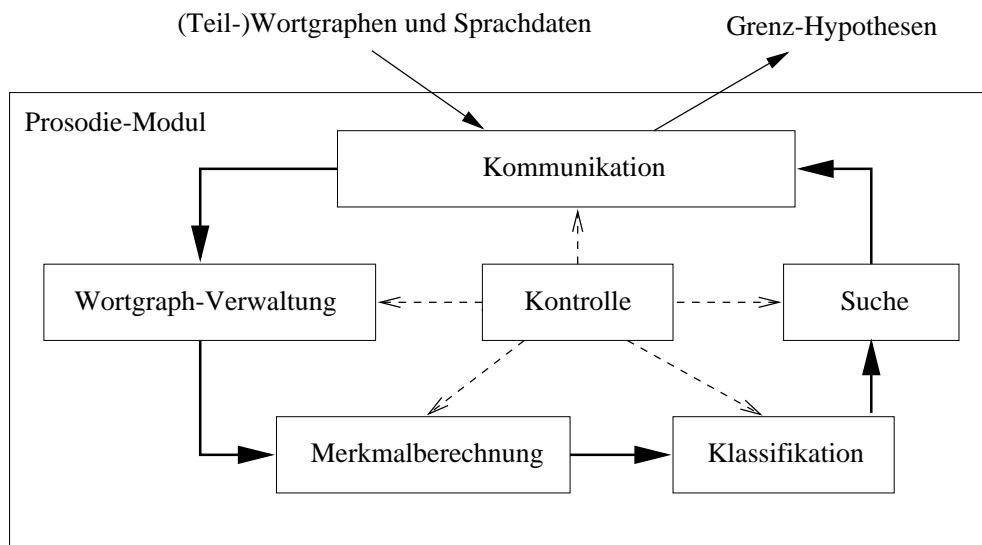 (Teil-)Wortgraphen und Sprachdaten
Grenz-Hypothesen
Prosodie-Modul
Kommunikation
Wortgraph-Verwaltung
Kontrolle
Suche
Merkmalberechnung
Klassifikation